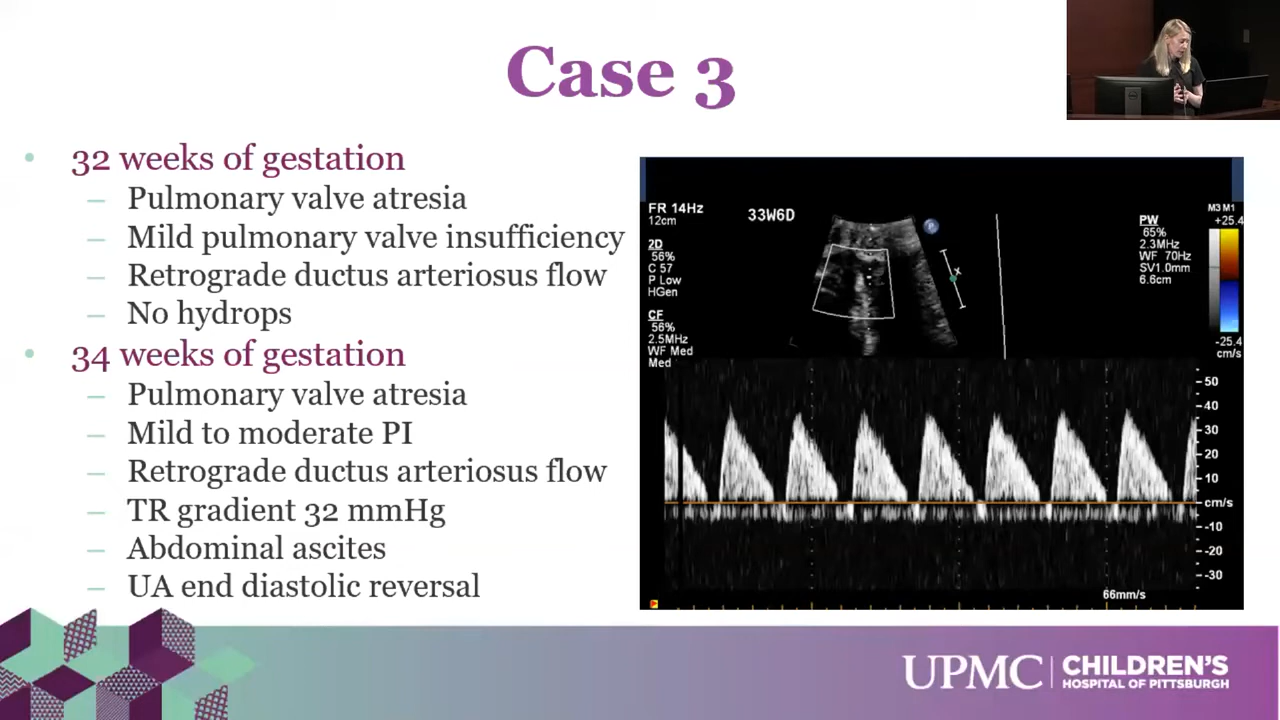 Case 3
• 32 weeks of gestation
– Pulmonary valve atresia
– Mild pulmonary valve insufficiency
– Retrograde ductus arteriosus flow
– No hydrops
• 34 weeks of gestation
– Pulmonary valve atresia
– Mild to moderate PI
– Retrograde ductus arteriosus flow
– TR gradient 32 mmHg
– Abdominal ascites
– UA end diastolic reversal
FR 14Hz
12cm
2D
56%
C 57
P Low
HGen
CF
56%
2.5MHz
WF Med
Med
33W6D
P
x
PW
65%
2.3MHz
WF 70Hz
SV1.0mm
6.6cm
M3 M1
+25.4
-25.4
cm/s
50
40
30
20
10
cm/s
-10
-20
-30
66mm/s
UPMC
CHILDREN'S
HOSPITAL OF PITTSBURGH